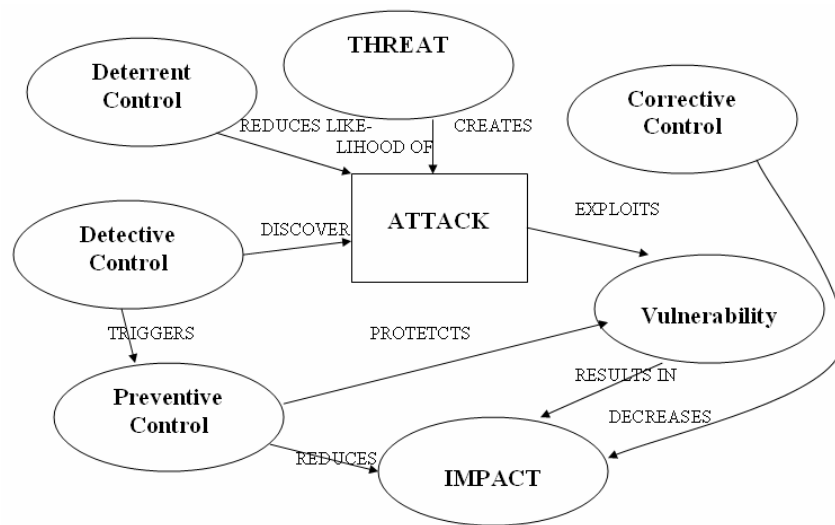 THREAT
Deterrent
Control
Corrective
Control
REDUCES LIKE-
LIHOOD OF
CREATES
ATTACK
EXPLOITS
Detective
Control
DISCOVER
Vulnerability
TRIGGERS
PROTETCTS
RESULTS IN
Preventive
Control
DECREASES
REDUCES
IMPACT